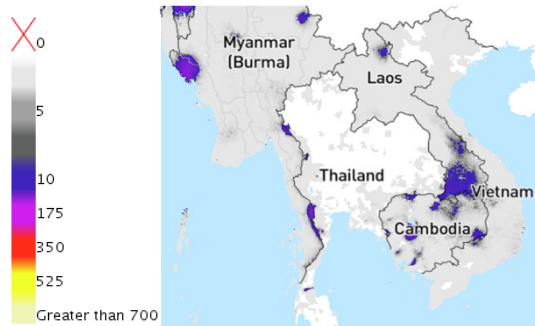 0
5
10
175
350
525
Greater than 700
Myanmar
(Burma)
Laos
Thailand
Vietnam
Cambodia